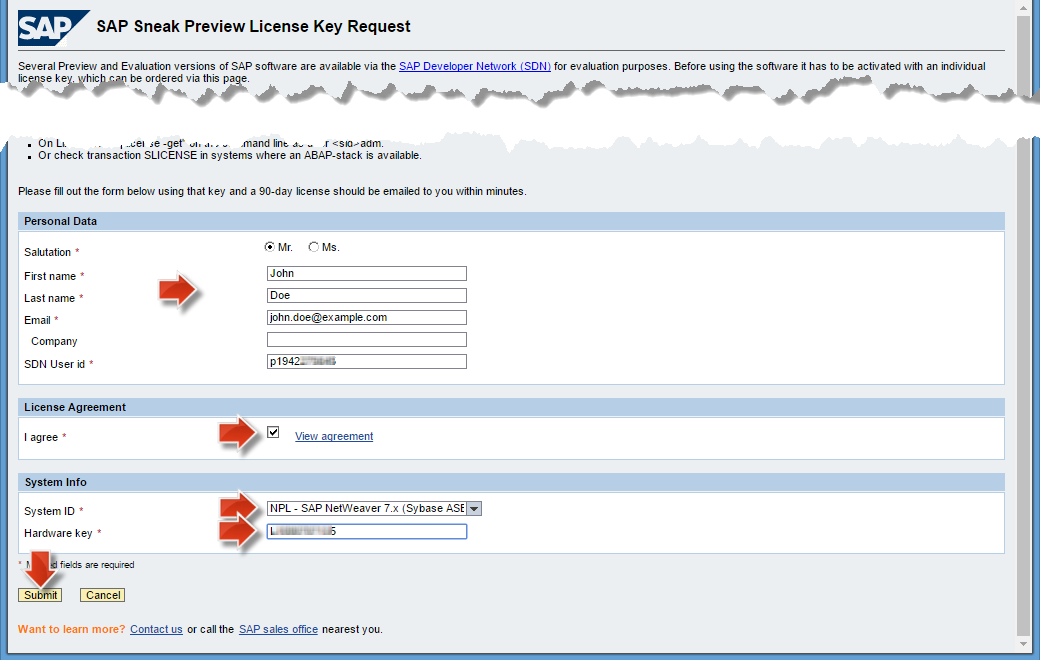 SAP SAP Sneak Preview License Key Request
Several Preview and Evaluation versions of SAP software are available via the SAP Developer Network (SDN) for evaluation purposes. Before using the software it has to be activated with an individual
license key, which can be ordered via this page.
On -get" on mand line as <sid>adm.
Or check transaction SLICENSE in systems where an ABAP-stack is available.
Please fill out the form below using that key and a 90-day license should be emailed to you within minutes.
Personal Data
Salutation * Mr. Ms.
First name * John
Last name * Doe
Email * john.doe@example.com
Company
SDN User id * p1942
License Agreement
I agree * View agreement
System Info
System ID * NPL - SAP NetWeaver 7.x (Sybase ASE
Hardware key * L 5
* fields are required
Submit Cancel
Want to learn more? Contact us or call the SAP sales office nearest you.